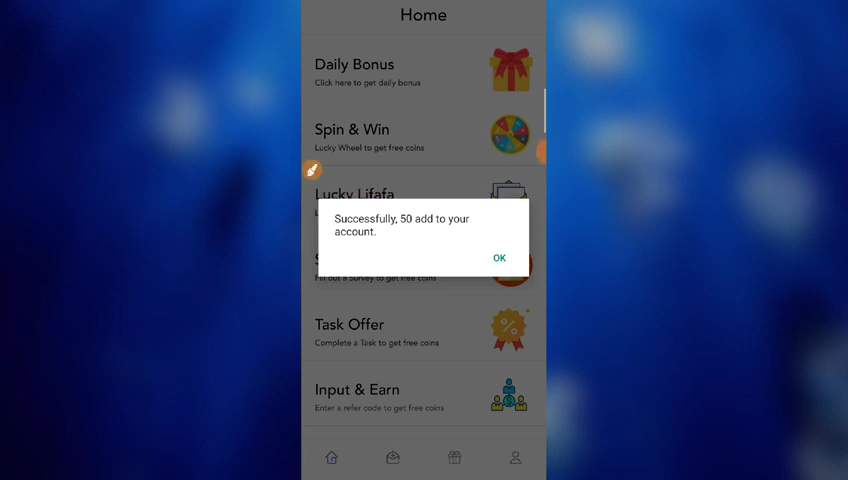 Home
Daily Bonus
Click here to get daily bonus
Spin & Win
Lucky Wheel to get free coins
Lucky Lifafa
Successfully, 50 add to your
account.
OK
Fill out a Survey to get free coins
Task Offer
Complete a Task to get free coins
Input & Earn
Enter a refer code to get free coins